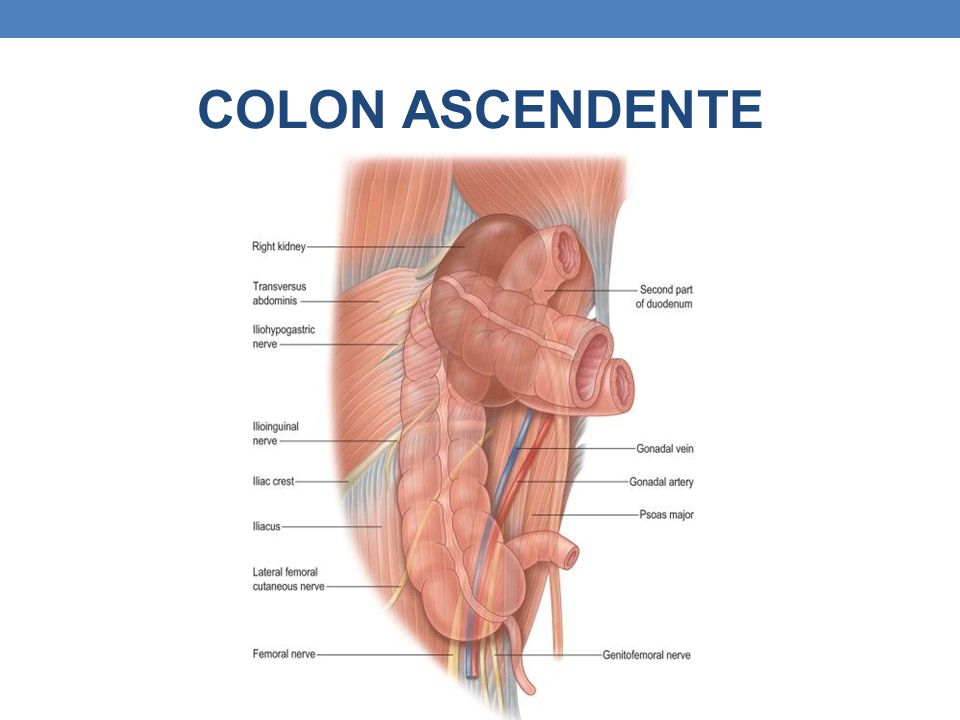 COLON ASCENDENTE
Right kidney
Transversus
abdominis
Iliohypogastric
nerve
Ilioinguinal
nerve
Iliac crest
Iliacus
Lateral femoral
cutaneous nerve
Femoral nerve
Second part
of duodenum
Gonadal vein
Gonadal artery
Psoas major
Genitofemoral nerve